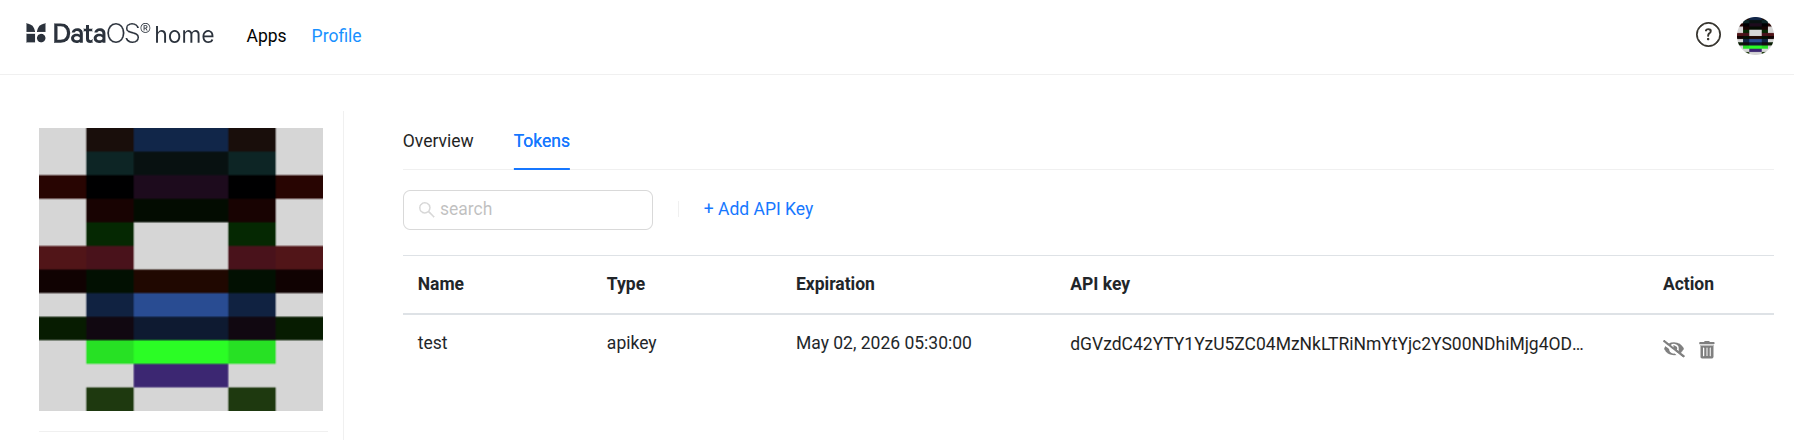 DataOS® home Apps Profile ?
Overview Tokens
search + Add API Key
Name Type Expiration API key Action
test apikey May 02, 2026 05:30:00 dGVzdC42YTY1YzU5ZC04MzNkLTRiNmYtYjc2YS00NDhiMjg4OD...